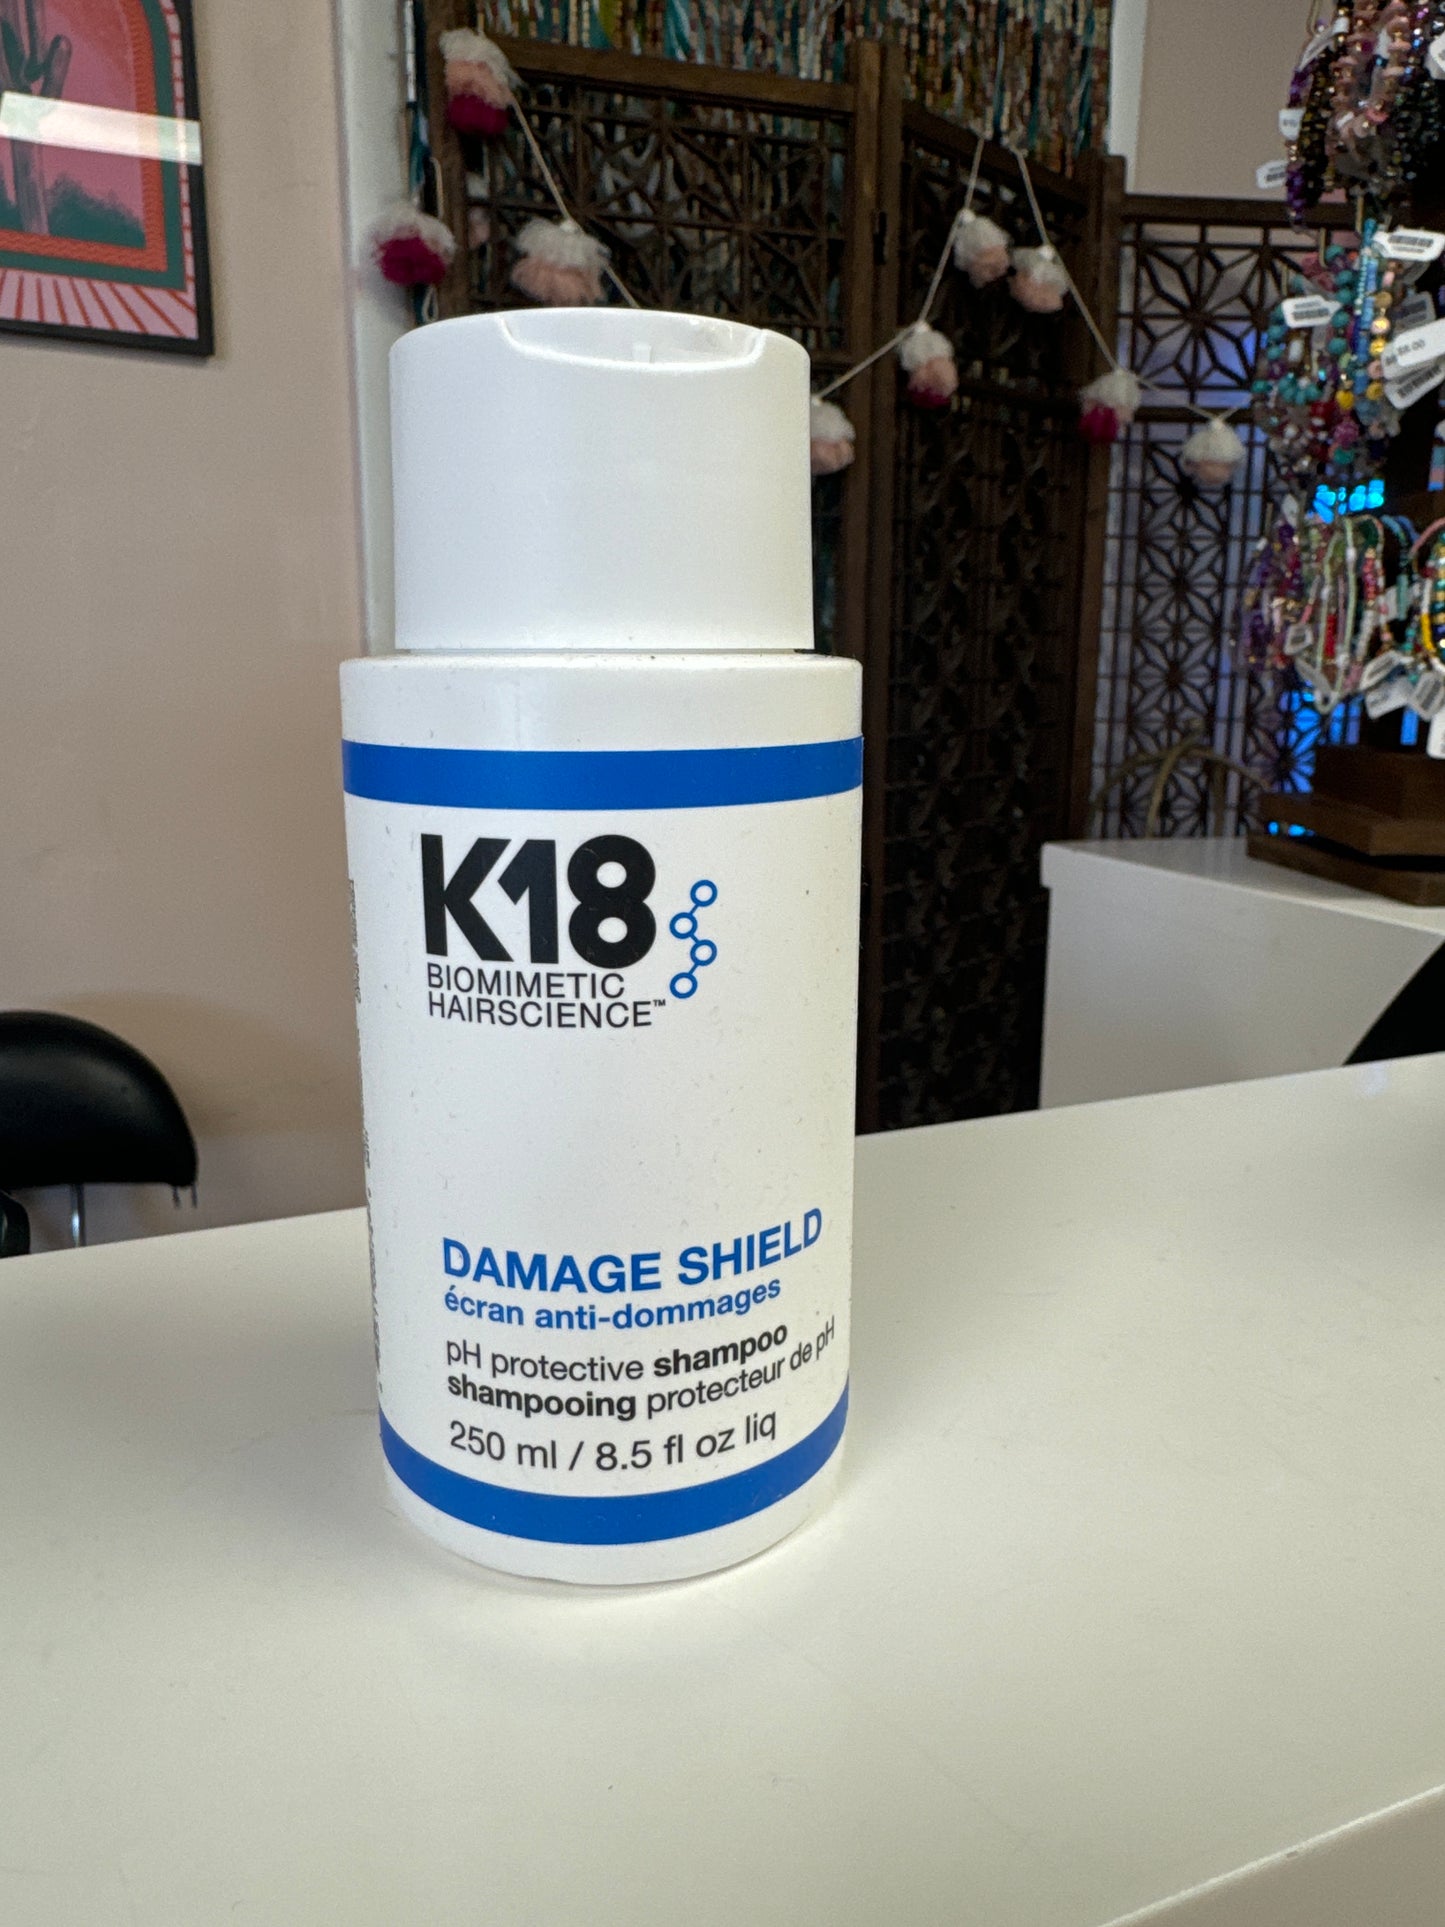 K18
BIOMIMETIC
HAIRSCIENCE™
DAMAGE SHIELD
écran anti-dommages
pH protective shampoo
shampooing protecteur de pH
250 ml / 8.5 fl oz liq